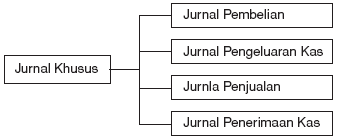 Jurnal Pembelian
Jurnal Pengeluaran Kas
Jurnal Khusus
Jurnla Penjualan
Jurnal Penerimaan Kas